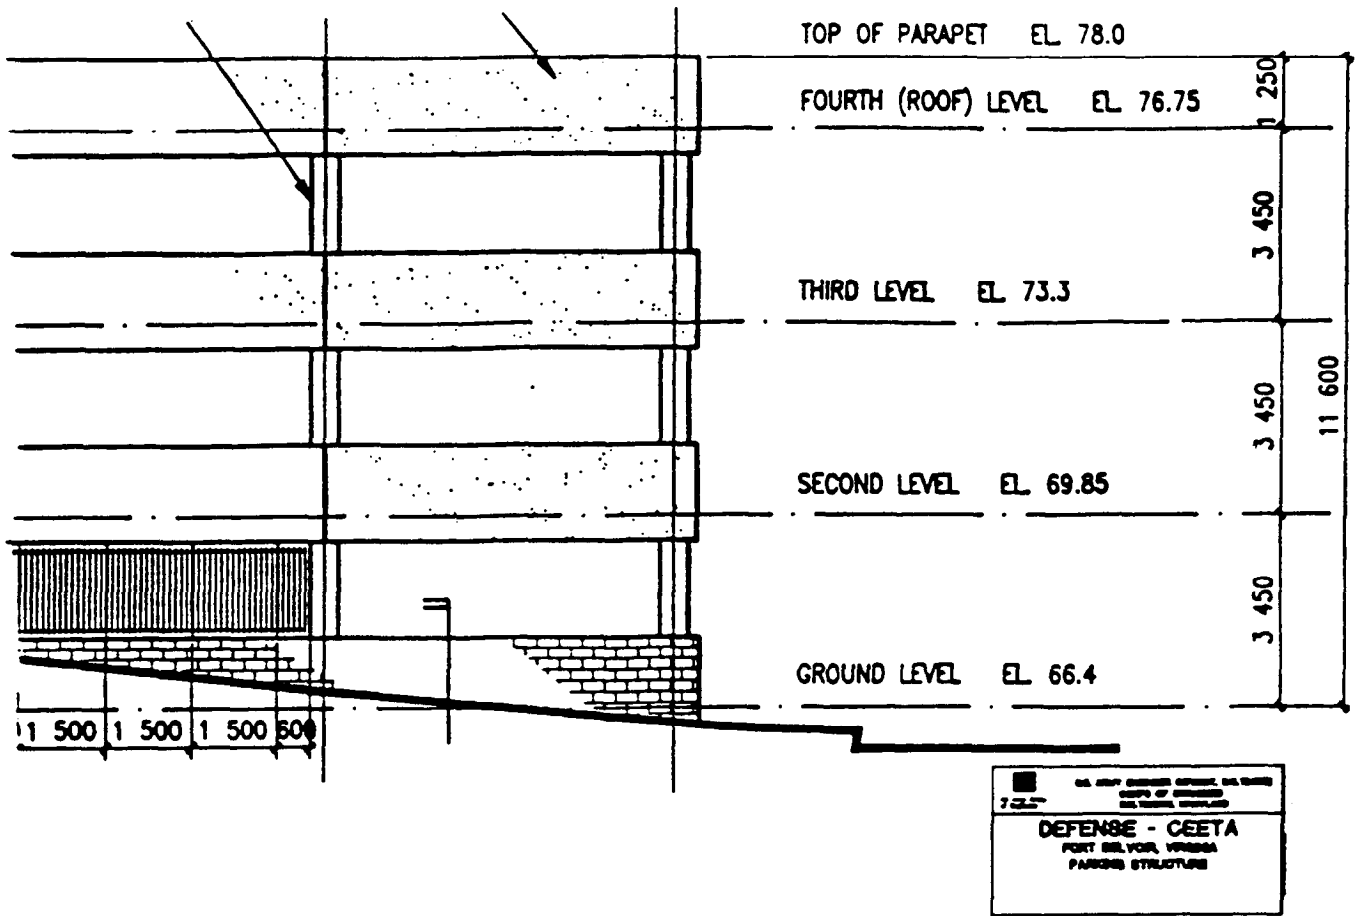 TOP OF PARAPET EL 78.0
1 250
FOURTH (ROOF) LEVEL EL 76.75
3 450
THIRD LEVEL EL 73.3
3 450
11 600
SECOND LEVEL EL 69.85
3 450
GROUND LEVEL EL 66.4
1 500 1 500 1 500 600
DEFENSE - CEETA
FORT BELVOIR, VIRGINIA
PARKING STRUCTURE